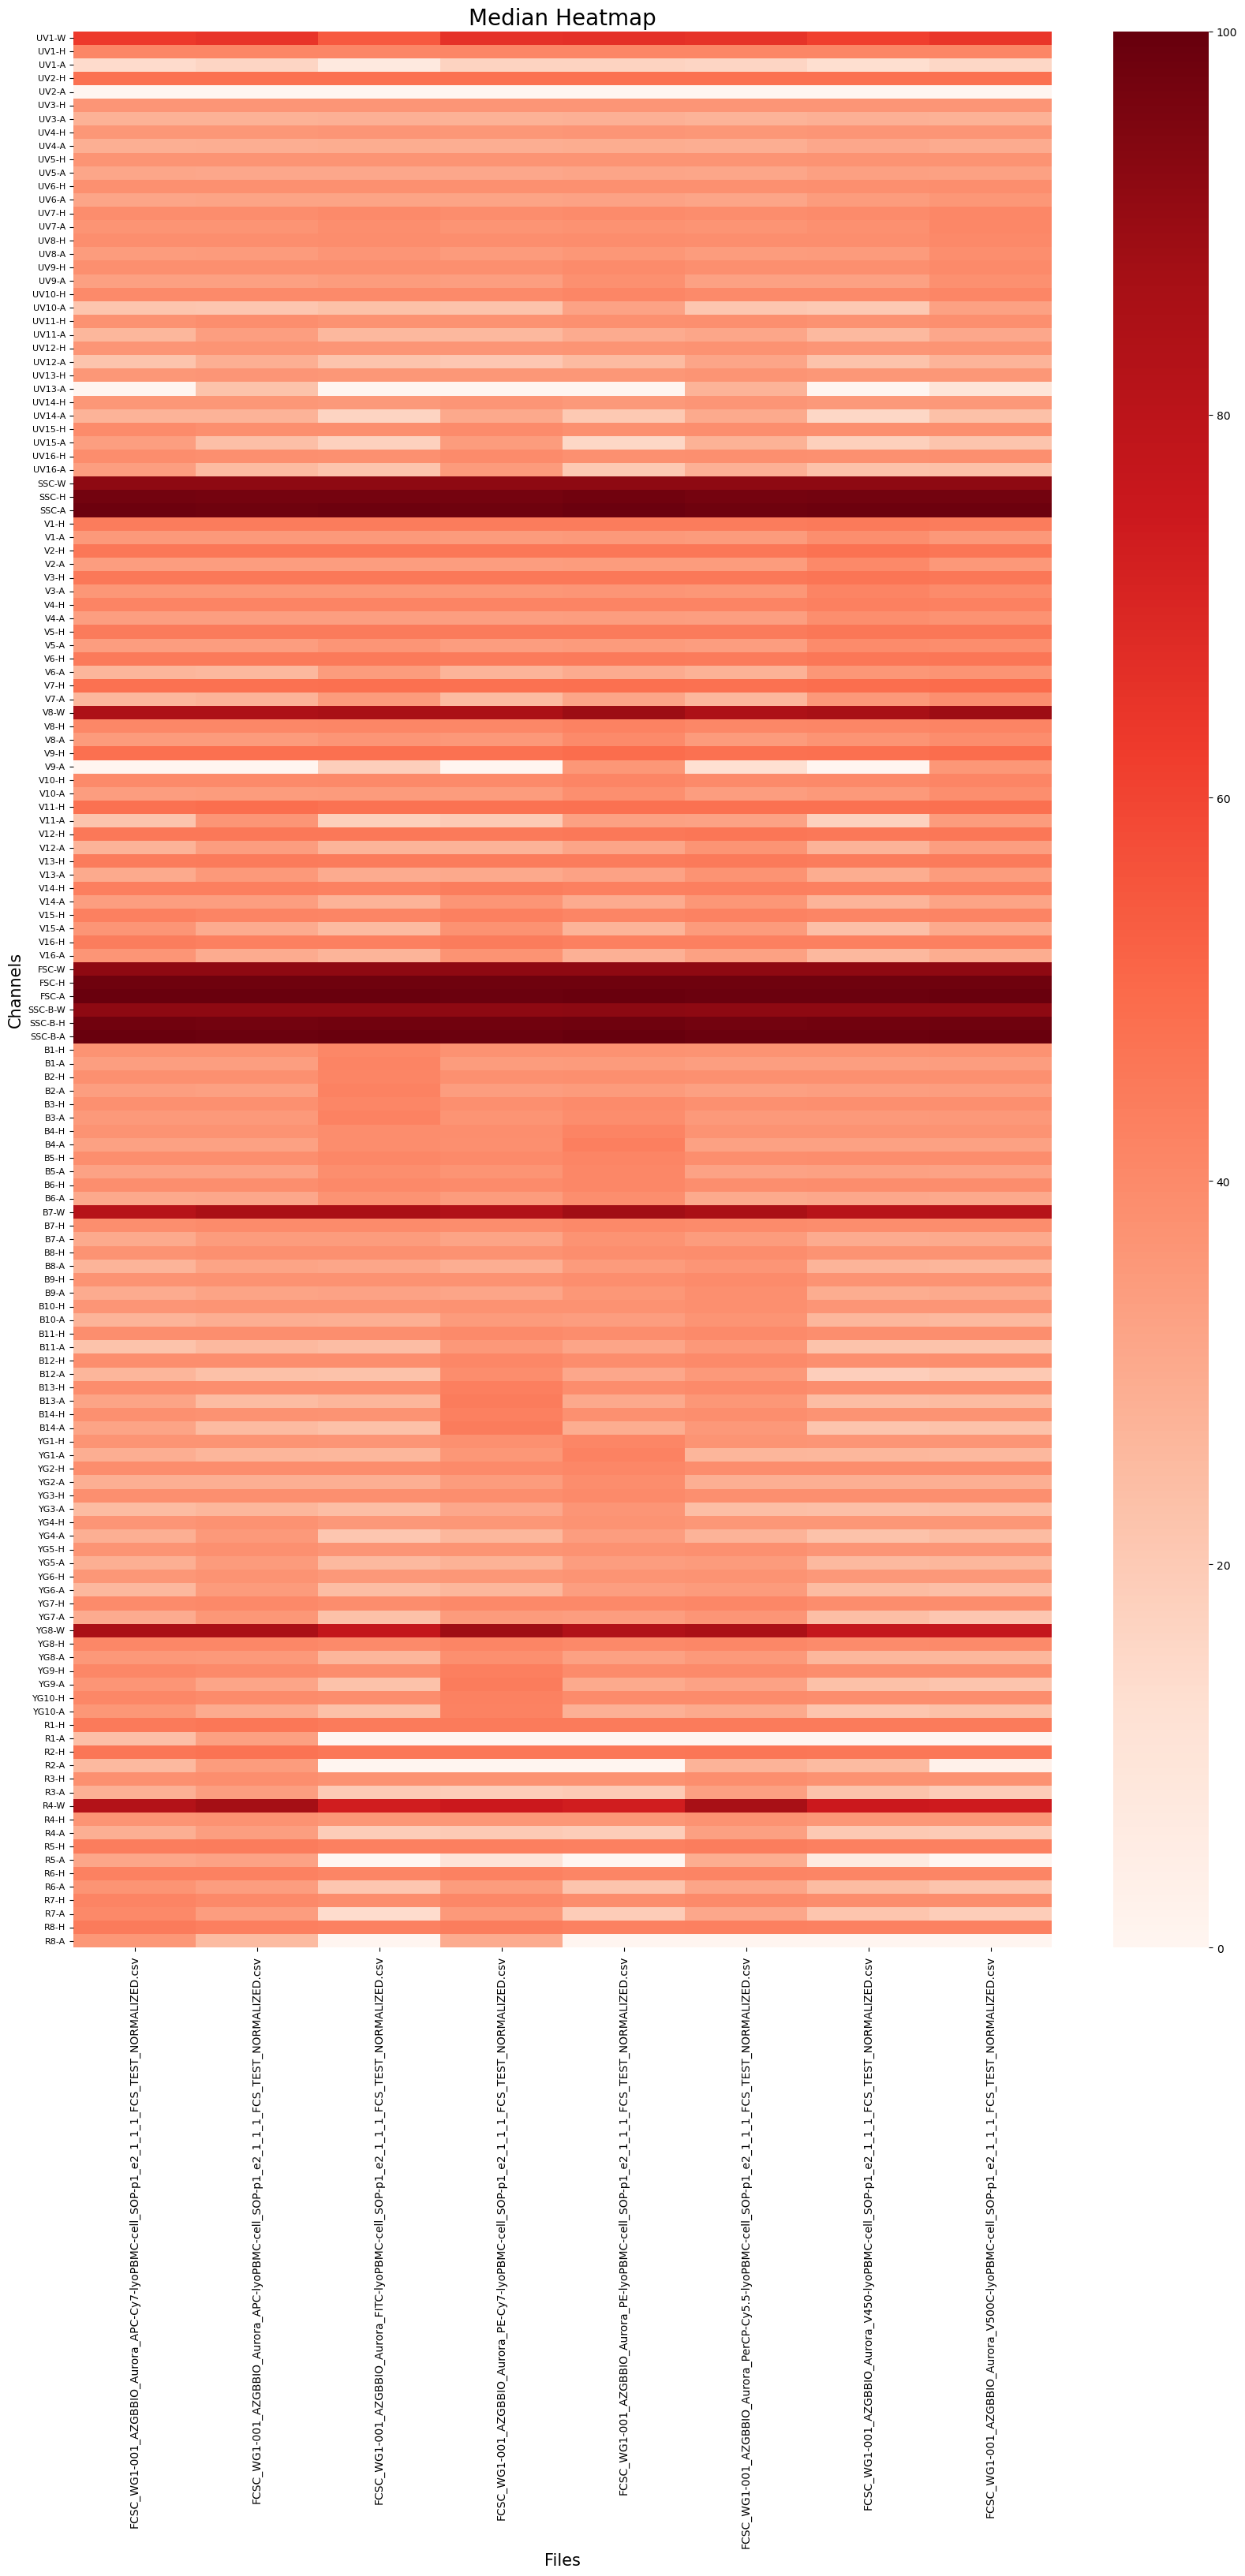 Median Heatmap
UV1-W
UV1-H
UV1-A
UV2-H
UV2-A
UV3-H
UV3-A
UV4-H
UV4-A
UV5-H
UV5-A
UV6-H
UV6-A
UV7-H
UV7-A
UV8-H
UV8-A
UV9-H
UV9-A
UV10-H
UV10-A
UV11-H
UV11-A
UV12-H
UV12-A
UV13-H
UV13-A
UV14-H
UV14-A
UV15-H
UV15-A
UV16-H
UV16-A
SSC-W
SSC-H
SSC-A
V1-H
V1-A
V2-H
V2-A
V3-H
V3-A
V4-H
V4-A
V5-H
V5-A
V6-H
V6-A
V7-H
V7-A
V8-W
V8-H
V8-A
V9-H
V9-A
V10-H
V10-A
V11-H
V11-A
V12-H
V12-A
V13-H
V13-A
V14-H
V14-A
V15-H
V15-A
V16-H
V16-A
FSC-W
FSC-H
FSC-A
SSC-B-W
SSC-B-H
SSC-B-A
B1-H
B1-A
B2-H
B2-A
B3-H
B3-A
B4-H
B4-A
B5-H
B5-A
B6-H
B6-A
B7-W
B7-H
B7-A
B8-H
B8-A
B9-H
B9-A
B10-H
B10-A
B11-H
B11-A
B12-H
B12-A
B13-H
B13-A
B14-H
B14-A
YG1-H
YG1-A
YG2-H
YG2-A
YG3-H
YG3-A
YG4-H
YG4-A
YG5-H
YG5-A
YG6-H
YG6-A
YG7-H
YG7-A
YG8-W
YG8-H
YG8-A
YG9-H
YG9-A
YG10-H
YG10-A
R1-H
R1-A
R2-H
R2-A
R3-H
R3-A
R4-W
R4-H
R4-A
R5-H
R5-A
R6-H
R6-A
R7-H
R7-A
R8-H
R8-A
Channels
100
80
60
40
20
0
FCSC_WG1-001_AZGBBIO_Aurora_APC-Cy7-lyoPBMC-cell_SOP-p1_e2_1_1_1_FCS_TEST_NORMALIZED.csv
FCSC_WG1-001_AZGBBIO_Aurora_APC-lyoPBMC-cell_SOP-p1_e2_1_1_1_FCS_TEST_NORMALIZED.csv
FCSC_WG1-001_AZGBBIO_Aurora_FITC-lyoPBMC-cell_SOP-p1_e2_1_1_1_FCS_TEST_NORMALIZED.csv
FCSC_WG1-001_AZGBBIO_Aurora_PE-Cy7-lyoPBMC-cell_SOP-p1_e2_1_1_1_FCS_TEST_NORMALIZED.csv
FCSC_WG1-001_AZGBBIO_Aurora_PE-lyoPBMC-cell_SOP-p1_e2_1_1_1_FCS_TEST_NORMALIZED.csv
FCSC_WG1-001_AZGBBIO_Aurora_PerCP-Cy5.5-lyoPBMC-cell_SOP-p1_e2_1_1_1_FCS_TEST_NORMALIZED.csv
FCSC_WG1-001_AZGBBIO_Aurora_V450-lyoPBMC-cell_SOP-p1_e2_1_1_1_FCS_TEST_NORMALIZED.csv
FCSC_WG1-001_AZGBBIO_Aurora_V500C-lyoPBMC-cell_SOP-p1_e2_1_1_1_FCS_TEST_NORMALIZED.csv
Files